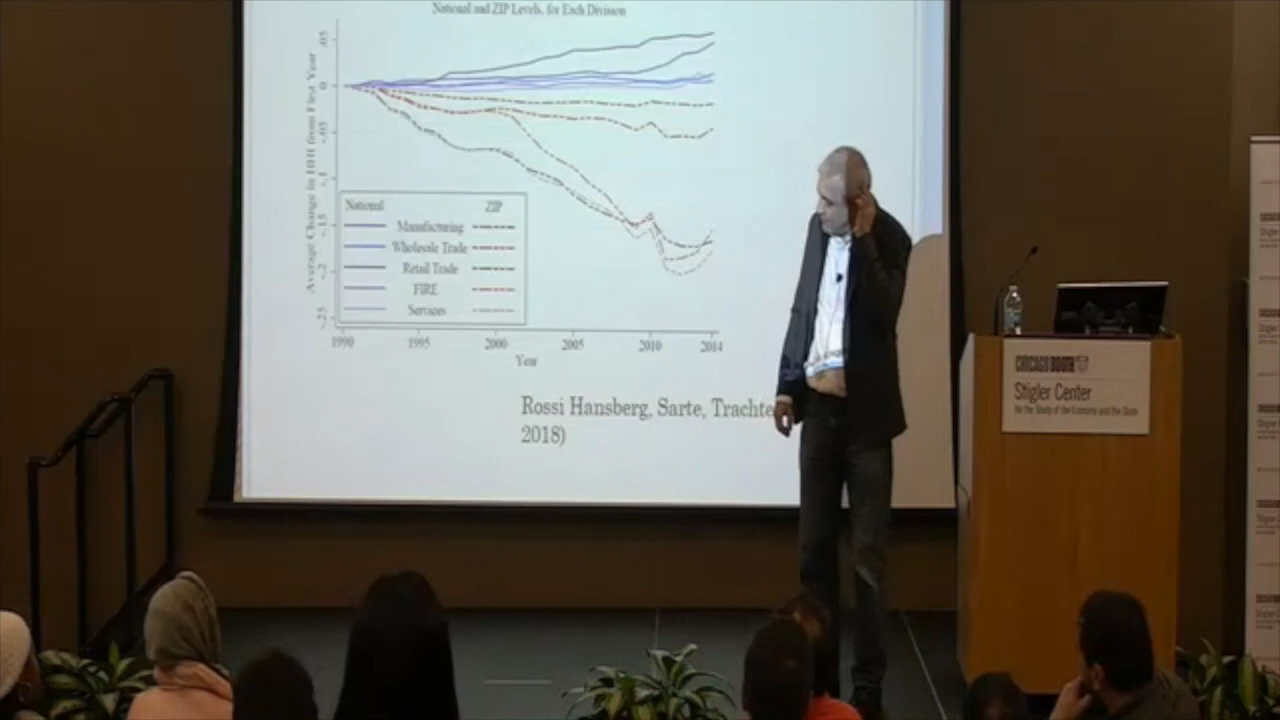 National and ZIP Levels, for Each Division
Average Change in HHI from First Year
.05
0
-.05
-.1
-.15
-.2
-.25
National ZIP
Manufacturing
Wholesale Trade
Retail Trade
FIRE
Services
1990 1995 2000 2005 2010 2014
Year
Rossi Hansberg, Sarte, Trachte
2018)
CHICAGO BOOTH
Stigler Center
for the Study of the Economy and the State